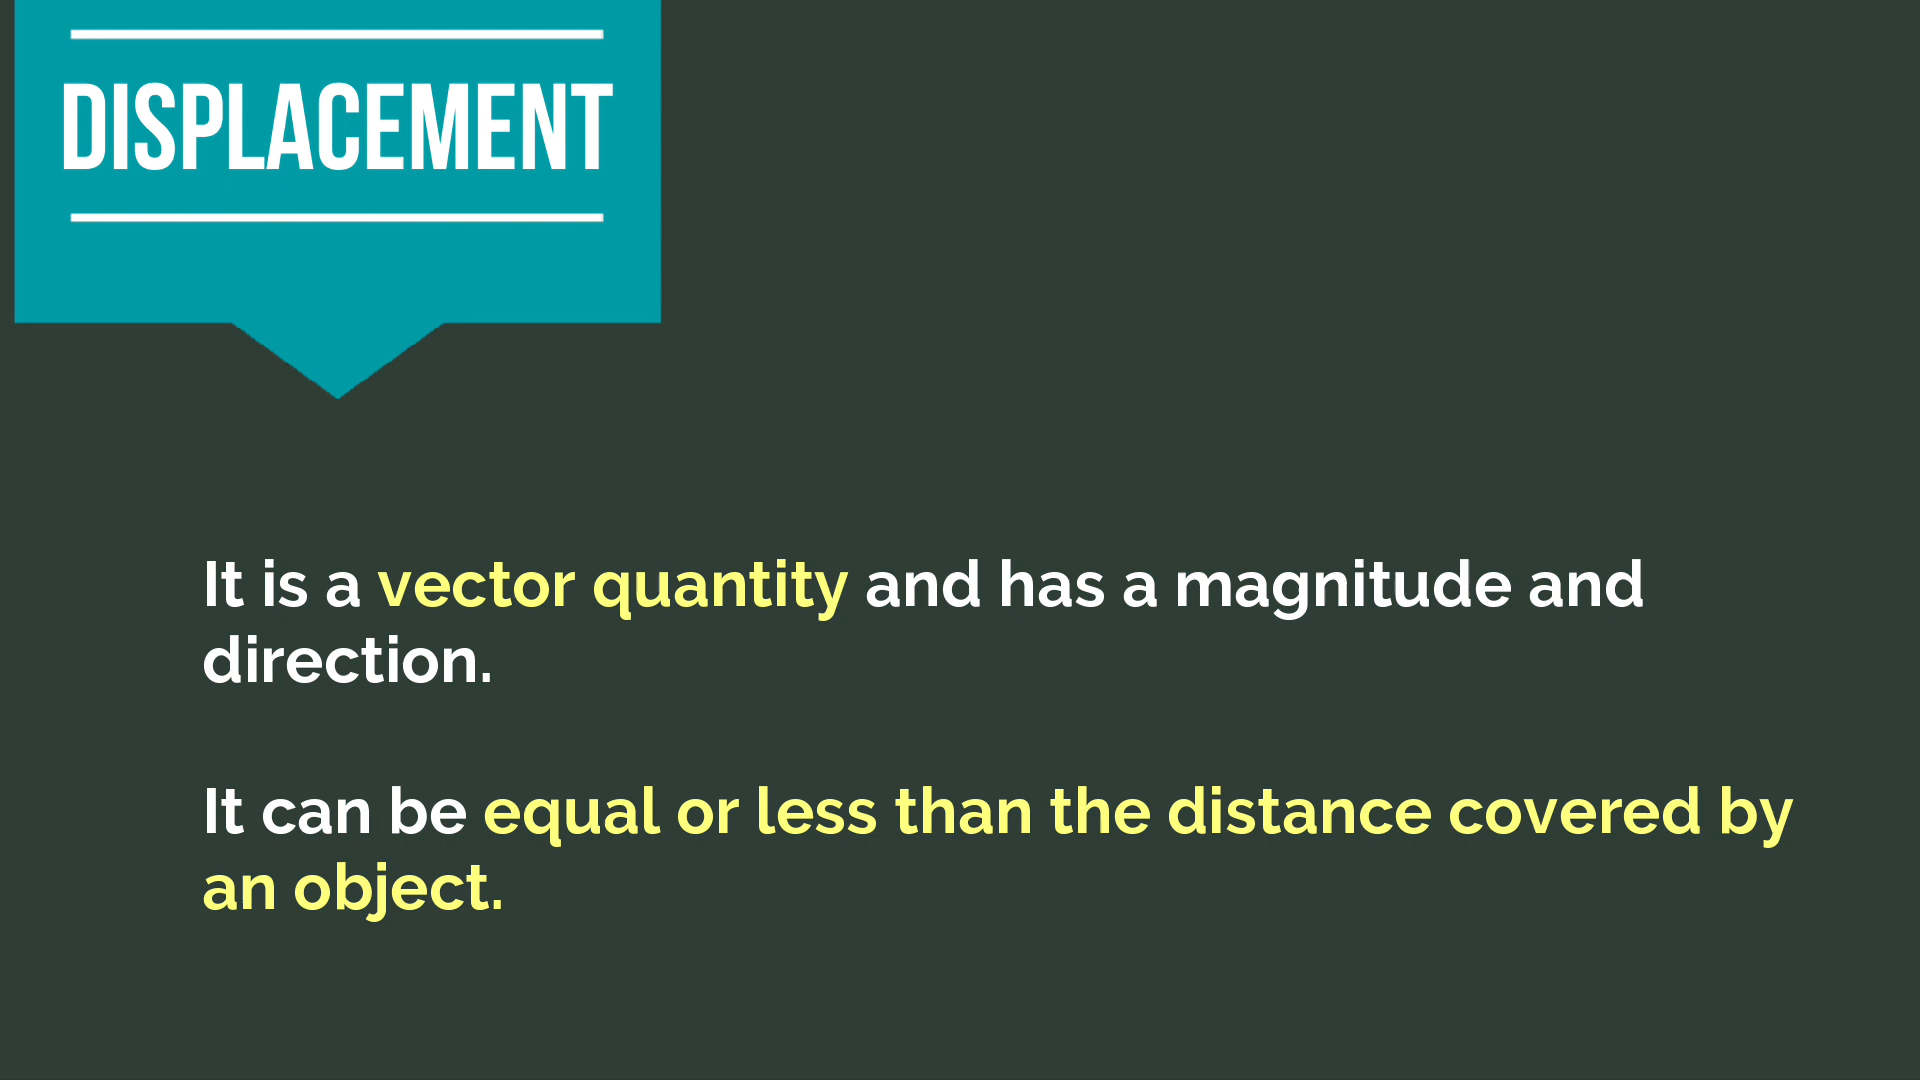 DISPLACEMENT
It is a vector quantity and has a magnitude and
direction.
It can be equal or less than the distance covered by
an object.